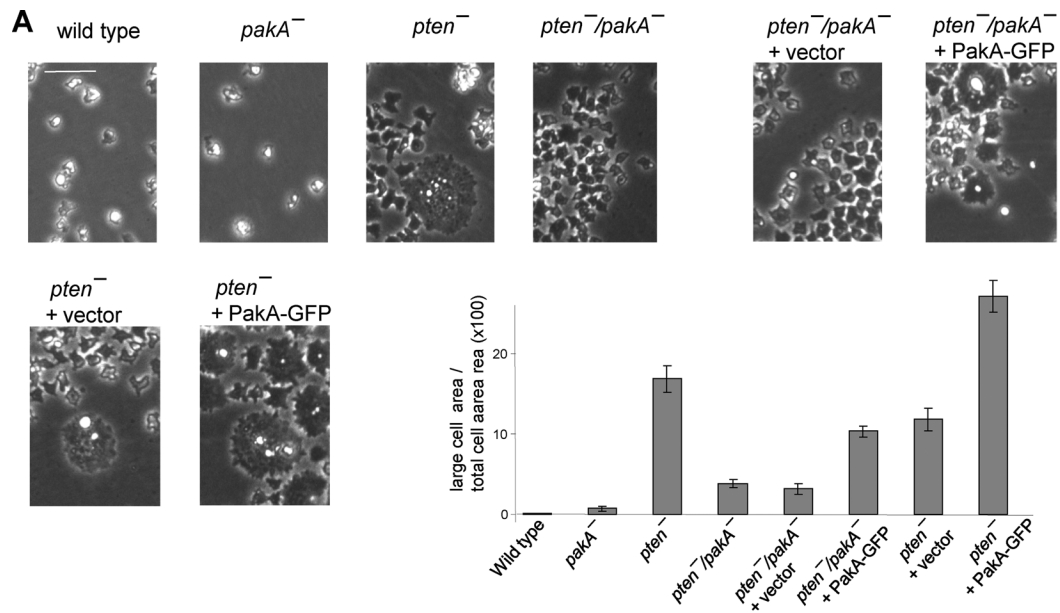 A
wild type
pakA⁻
pten⁻
pten⁻/pakA⁻
pten⁻/pakA⁻
+ vector
pten⁻/pakA⁻
+ PakA-GFP
pten⁻
+ vector
pten⁻
+ PakA-GFP
large cell area /
total cell aarea rea (x100)
20
10
0
Wild type
pakA⁻
pten⁻
pten⁻/pakA⁻
pten⁻/pakA⁻
+ vector
pten⁻/pakA⁻
+ PakA-GFP
pten⁻
+ vector
pten⁻
+ PakA-GFP